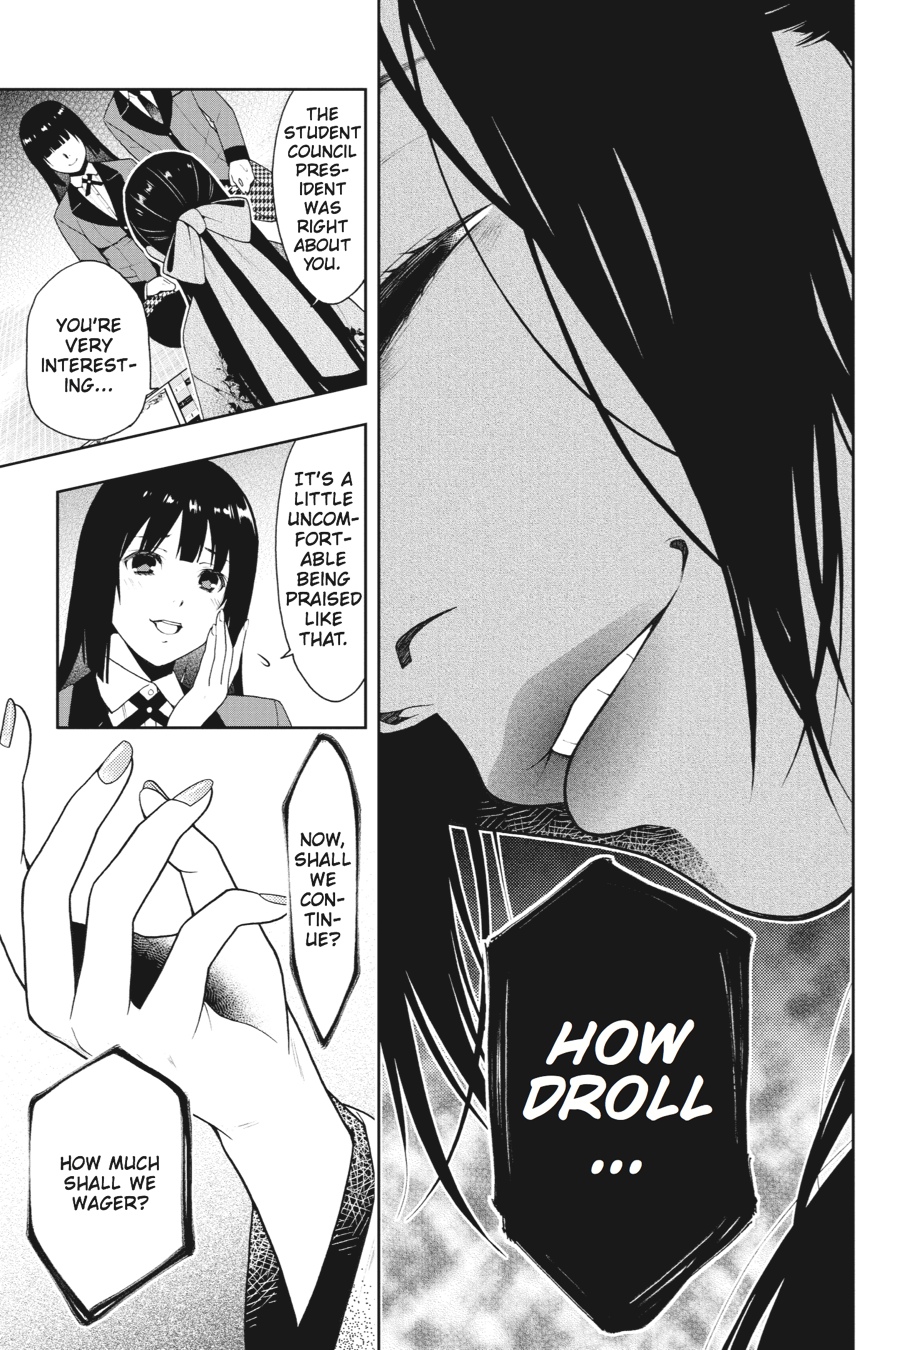 HOW
DROLL
...
THE
STUDENT
COUNCIL
PRES-
IDENT
WAS
RIGHT
ABOUT
YOU.
YOU'RE
VERY
INTEREST-
ING...
IT'S A
LITTLE
UNCOM-
FORT-
ABLE
BEING
PRAISED
LIKE
THAT.
NOW,
SHALL
WE
CON-
TIN-
UE?
HOW MUCH
SHALL WE
WAGER?